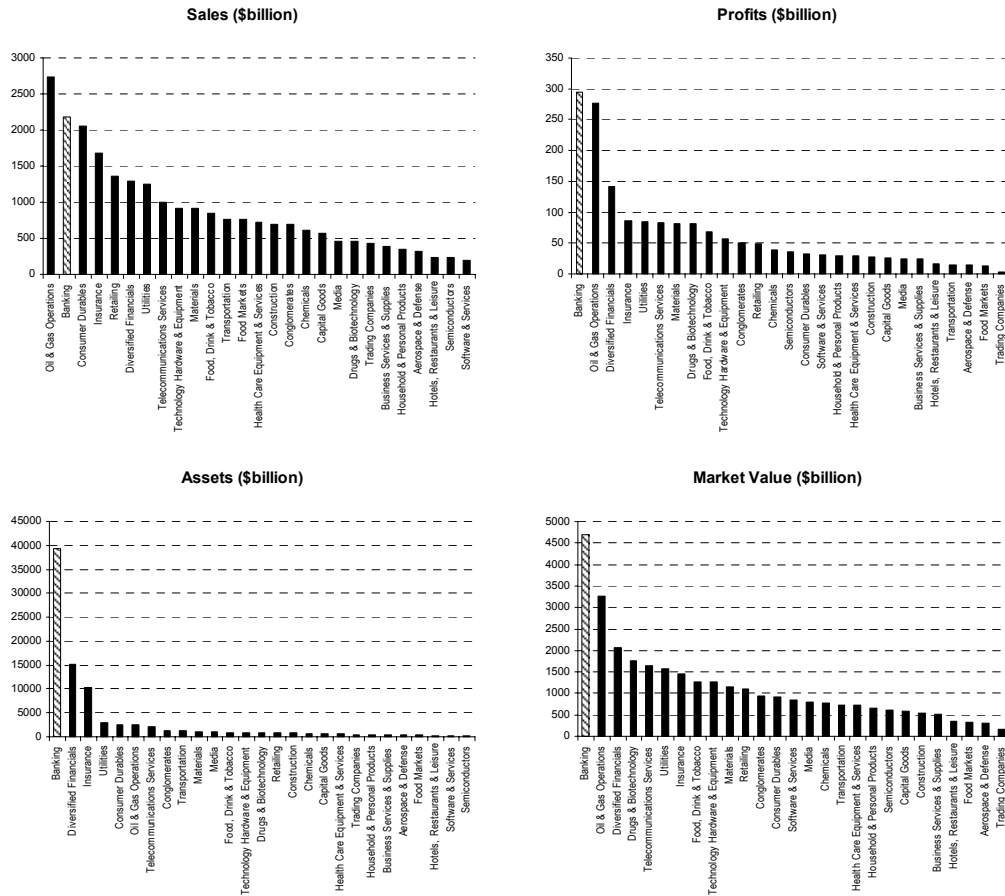 Sales ($billion)
3000
2500
2000
1500
1000
500
0
Oil & Gas Operations
Banking
Consumer Durables
Insurance
Retailing
Diversified Financials
Utilities
Telecommunications Services
Technology Hardware & Equipment
Materials
Food, Drink & Tobacco
Transportation
Food Markets
Health Care Equipment & Services
Construction
Conglomerates
Chemicals
Capital Goods
Media
Drugs & Biotechnology
Trading Companies
Business Services & Supplies
Household & Personal Products
Aerospace & Defense
Hotels, Restaurants & Leisure
Semiconductors
Software & Services
Profits ($billion)
350
300
250
200
150
100
50
0
Banking
Oil & Gas Operations
Diversified Financials
Insurance
Utilities
Telecommunications Services
Materials
Drugs & Biotechnology
Food, Drink & Tobacco
Technology Hardware & Equipment
Conglomerates
Retailing
Chemicals
Semiconductors
Consumer Durables
Software & Services
Household & Personal Products
Health Care Equipment & Services
Construction
Capital Goods
Media
Business Services & Supplies
Hotels, Restaurants & Leisure
Transportation
Aerospace & Defense
Food Markets
Trading Companies
Assets ($billion)
45000
40000
35000
30000
25000
20000
15000
10000
5000
0
Banking
Diversified Financials
Insurance
Utilities
Consumer Durables
Oil & Gas Operations
Telecommunications Services
Conglomerates
Transportation
Materials
Media
Food, Drink & Tobacco
Technology Hardware & Equipment
Drugs & Biotechnology
Retailing
Construction
Chemicals
Capital Goods
Health Care Equipment & Services
Trading Companies
Household & Personal Products
Business Services & Supplies
Aerospace & Defense
Food Markets
Hotels, Restaurants & Leisure
Software & Services
Semiconductors
Market Value ($billion)
5000
4500
4000
3500
3000
2500
2000
1500
1000
500
0
Banking
Oil & Gas Operations
Diversified Financials
Drugs & Biotechnology
Telecommunications Services
Utilities
Insurance
Food, Drink & Tobacco
Technology Hardware & Equipment
Materials
Retailing
Conglomerates
Consumer Durables
Software & Services
Media
Chemicals
Transportation
Health Care Equipment & Services
Household & Personal Products
Semiconductors
Capital Goods
Construction
Business Services & Supplies
Hotels, Restaurants & Leisure
Food Markets
Aerospace & Defense
Trading Companies